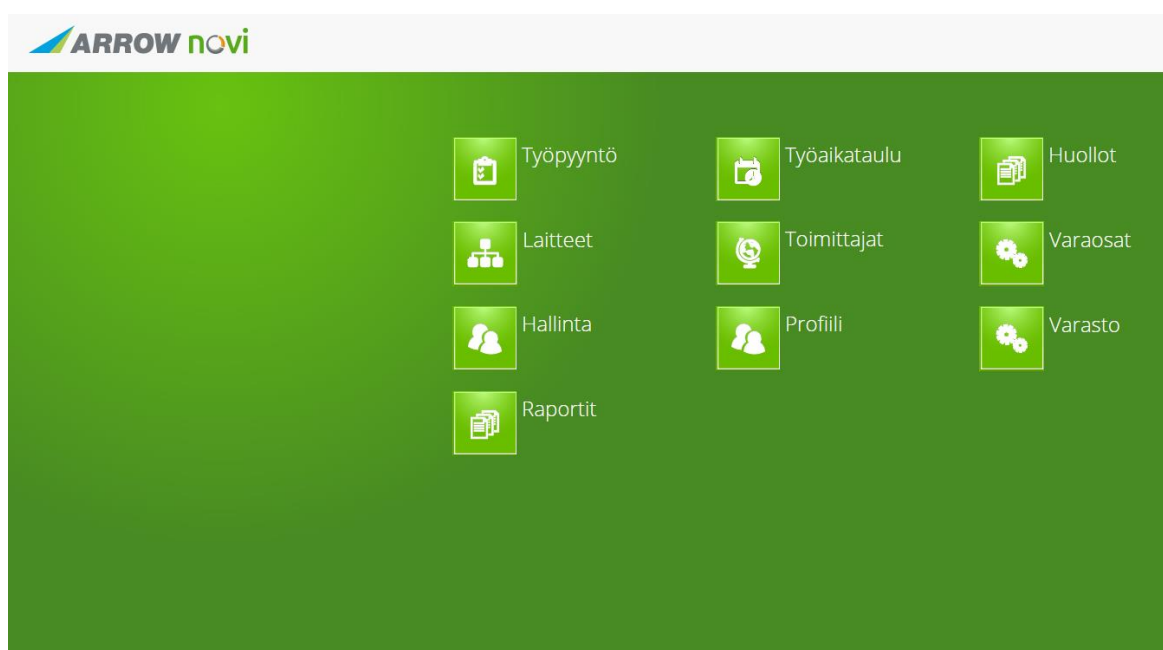 ARROW novi
Työpyyntö Työaikataulu Huollot
Laitteet Toimittajat Varaosat
Hallinta Profiili Varasto
Raportit